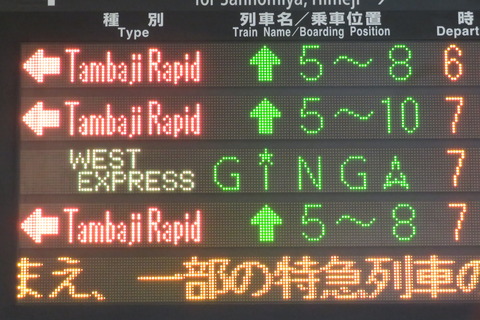 for Sannomiya, Himeji
種 別 列車名／乗車位置 時
Type Train Name／Boarding Position Depart
← Tambaji Rapid ↑ 5～8 6
← Tambaji Rapid ↑ 5～10 7
WEST EXPRESS GINGA 7
← Tambaji Rapid ↑ 5～8 7
まえ、一部の特急列車の